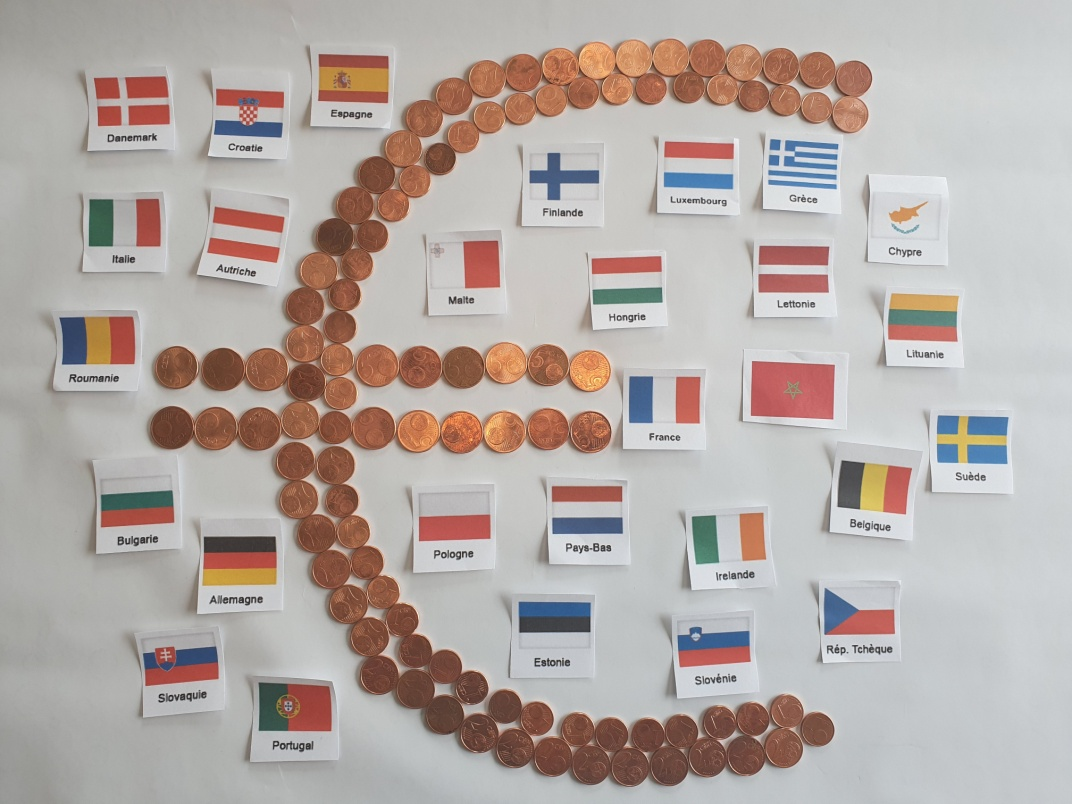 Danemark
Croatie
Espagne
Finlande
Luxembourg
Grèce
Chypre
Italie
Autriche
Malte
Hongrie
Lettonie
Lituanie
Roumanie
France
Suède
Bulgarie
Allemagne
Pologne
Pays-Bas
Irlande
Belgique
Slovaquie
Portugal
Estonie
Slovénie
Rép. Tchèque